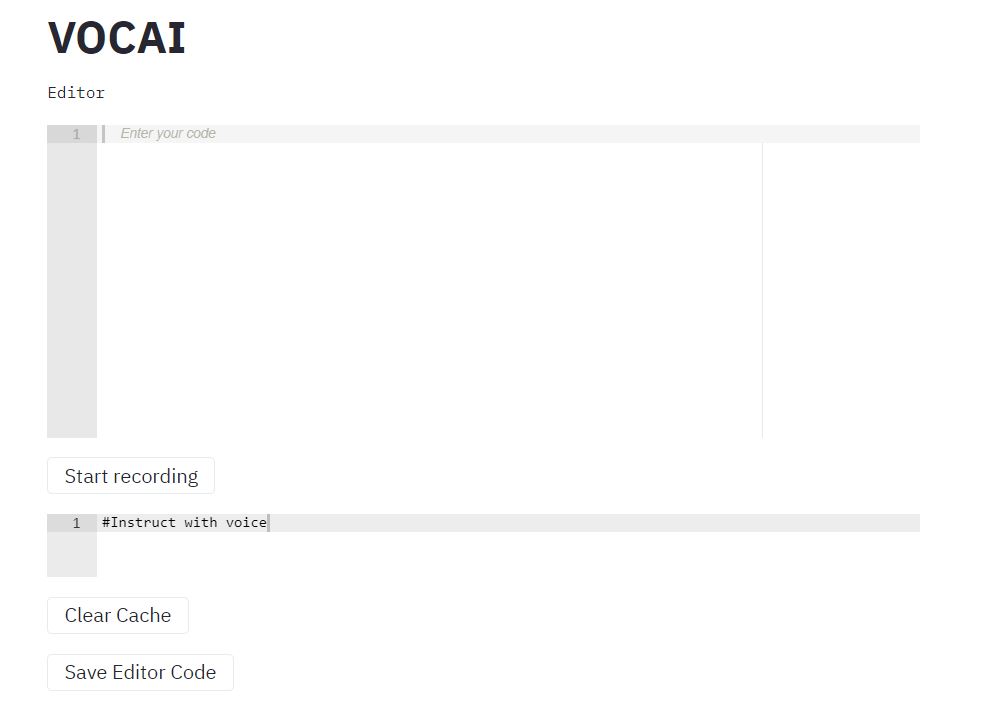 VOCAI
Editor
1 Enter your code
Start recording
1 #Instruct with voice
Clear Cache
Save Editor Code